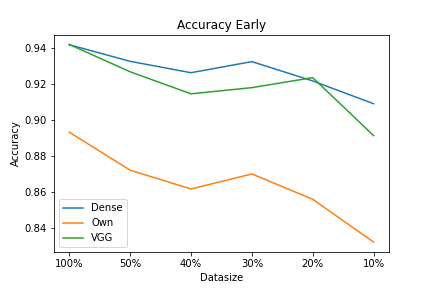 Accuracy Early
0.94
0.92
0.90
0.88
0.86
0.84
Accuracy
Dense
Own
VGG
100% 50% 40% 30% 20% 10%
Datasize